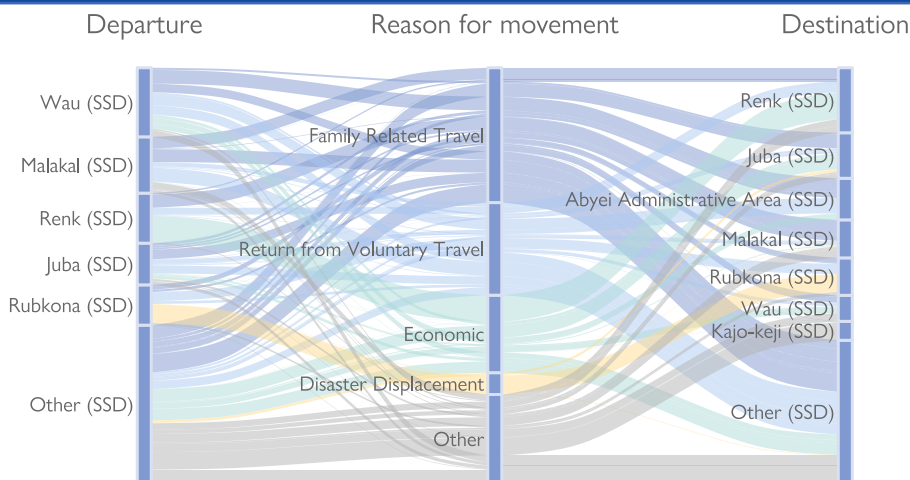 Departure
Reason for movement
Destination
Wau (SSD)
Malakal (SSD)
Renk (SSD)
Juba (SSD)
Rubkona (SSD)
Other (SSD)
Family Related Travel
Return from Voluntary Travel
Economic
Disaster Displacement
Other
Renk (SSD)
Juba (SSD)
Abyei Administrative Area (SSD)
Malakal (SSD)
Rubkona (SSD)
Wau (SSD)
Kajo-keji (SSD)
Other (SSD)